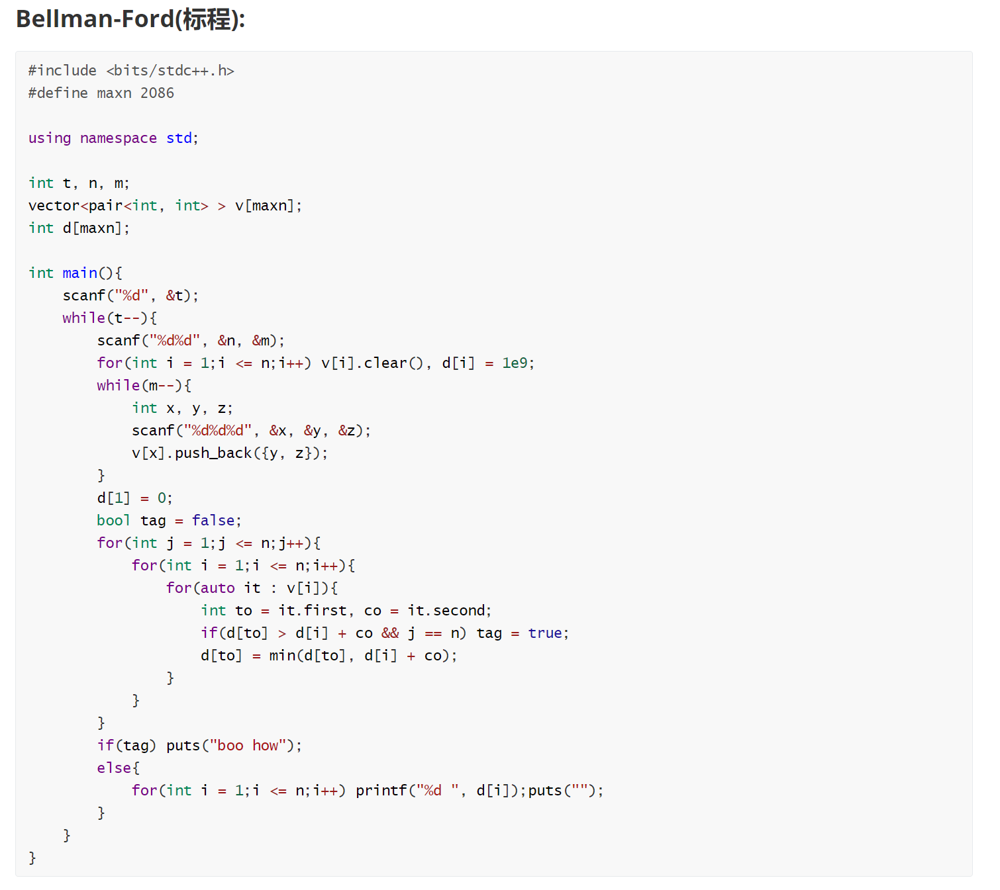 Bellman-Ford(标程):
#include <bits/stdc++.h>
#define maxn 2086
using namespace std;
int t, n, m;
vector<pair<int, int> > v[maxn];
int d[maxn];
int main(){
    scanf("%d", &t);
    while(t--){
        scanf("%d%d", &n, &m);
        for(int i = 1;i <= n;i++) v[i].clear(), d[i] = 1e9;
        while(m--){
            int x, y, z;
            scanf("%d%d%d", &x, &y, &z);
            v[x].push_back({y, z});
        }
        d[1] = 0;
        bool tag = false;
        for(int j = 1;j <= n;j++){
            for(int i = 1;i <= n;i++){
                for(auto it : v[i]){
                    int to = it.first, co = it.second;
                    if(d[to] > d[i] + co && j == n) tag = true;
                    d[to] = min(d[to], d[i] + co);
                }
            }
        }
        if(tag) puts("boo how");
        else{
            for(int i = 1;i <= n;i++) printf("%d ", d[i]);puts("");
        }
    }
}